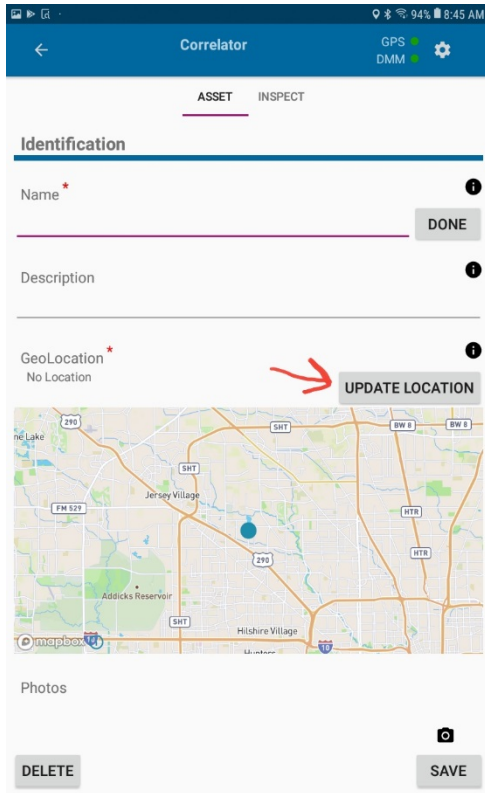 94% 8:45 AM
Correlator
GPS
DMM
ASSET INSPECT
Identification
Name *
DONE
Description
GeoLocation *
No Location
UPDATE LOCATION
290
SHT
BW 8
BW 8
ne Lake
SHT
FM 529
Jersey Village
HTR
HTR
290
Addicks Reservoir
SHT
Hilshire Village
mapbox
10
Photos
DELETE
SAVE